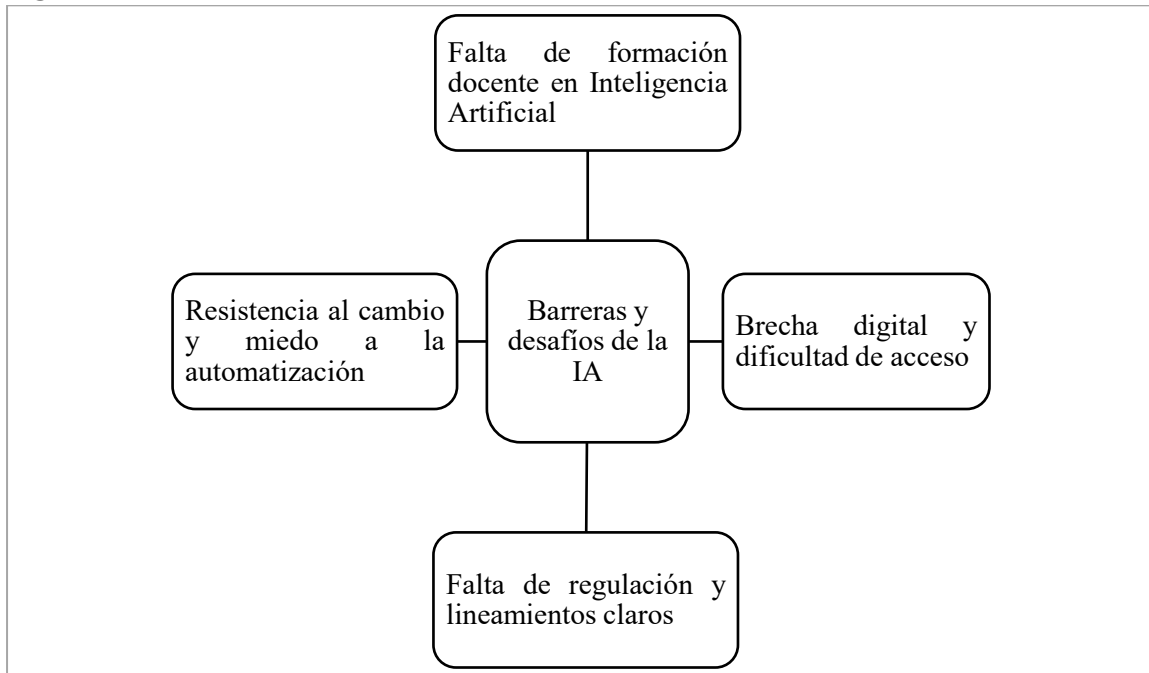 Falta de formación
docente en Inteligencia
Artificial
Resistencia al cambio
y miedo a la
automatización
Barreras y
desafíos de la
IA
Brecha digital y
dificultad de acceso
Falta de regulación y
lineamientos claros